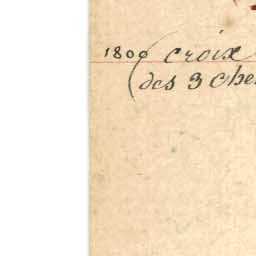 1800 ( croix
des 3 che